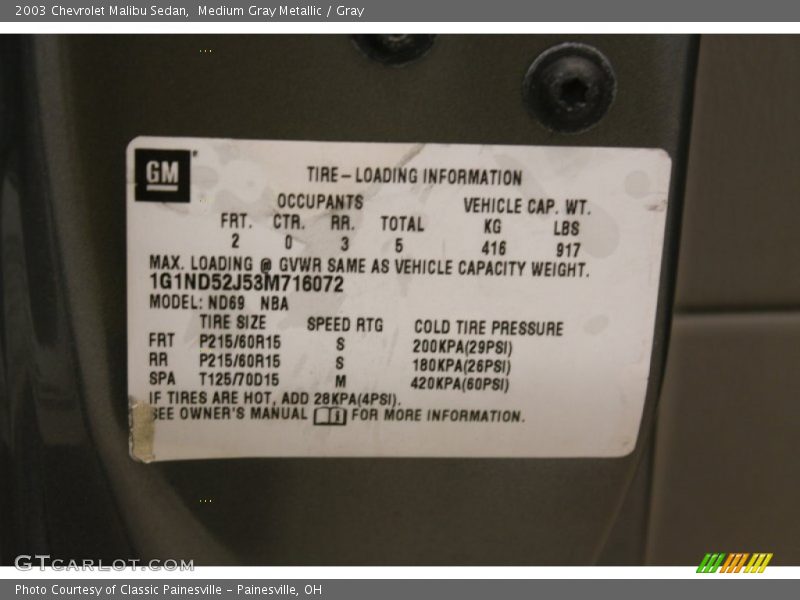 2003 Chevrolet Malibu Sedan, Medium Gray Metallic / Gray
GM
TIRE-LOADING INFORMATION
OCCUPANTS VEHICLE CAP. WT.
FRT. CTR. RR. TOTAL KG LBS
2 0 3 5 416 917
MAX. LOADING @ GVWR SAME AS VEHICLE CAPACITY WEIGHT.
1G1ND52J53M716072
MODEL: ND69 NBA
TIRE SIZE SPEED RTG COLD TIRE PRESSURE
FRT P215/60R15 S 200KPA(29PSI)
RR P215/60R15 S 180KPA(26PSI)
SPA T125/70D15 M 420KPA(60PSI)
IF TIRES ARE HOT, ADD 28KPA(4PSI).
SEE OWNER'S MANUAL i FOR MORE INFORMATION.
GTCARLOT.COM
Photo Courtesy of Classic Painesville - Painesville, OH